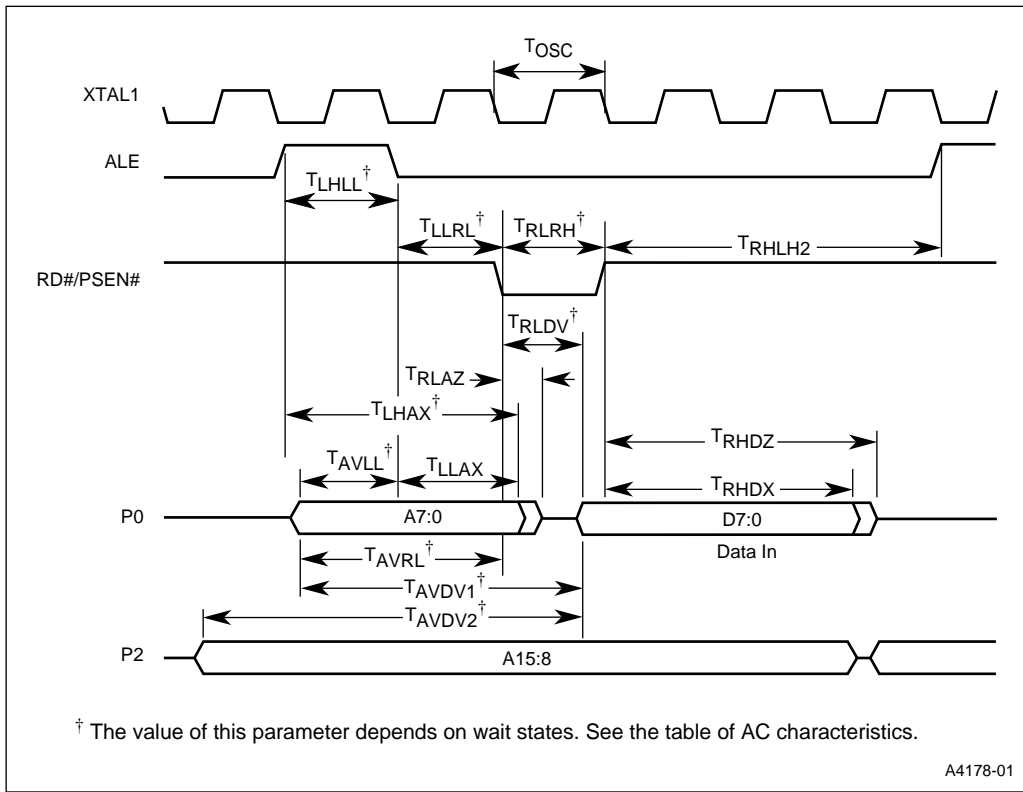 TOSC
XTAL1
ALE
TLHLL†
TLLRL† TRLRH† TRHLH2
RD#/PSEN#
TRLDV†
TRLAZ
TLHAX†
TRHDZ
TAVLL† TLLAX TRHDX
P0 A7:0 D7:0
Data In
TAVRL†
TAVDV1†
TAVDV2†
P2 A15:8
† The value of this parameter depends on wait states. See the table of AC characteristics.
A4178-01